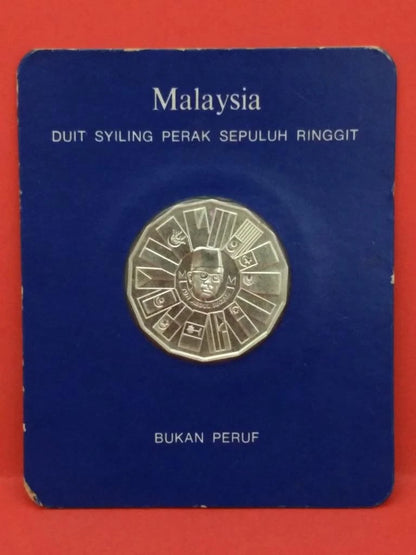 Malaysia
DUIT SYILING PERAK SEPULUH RINGGIT
BUKAN PERUF